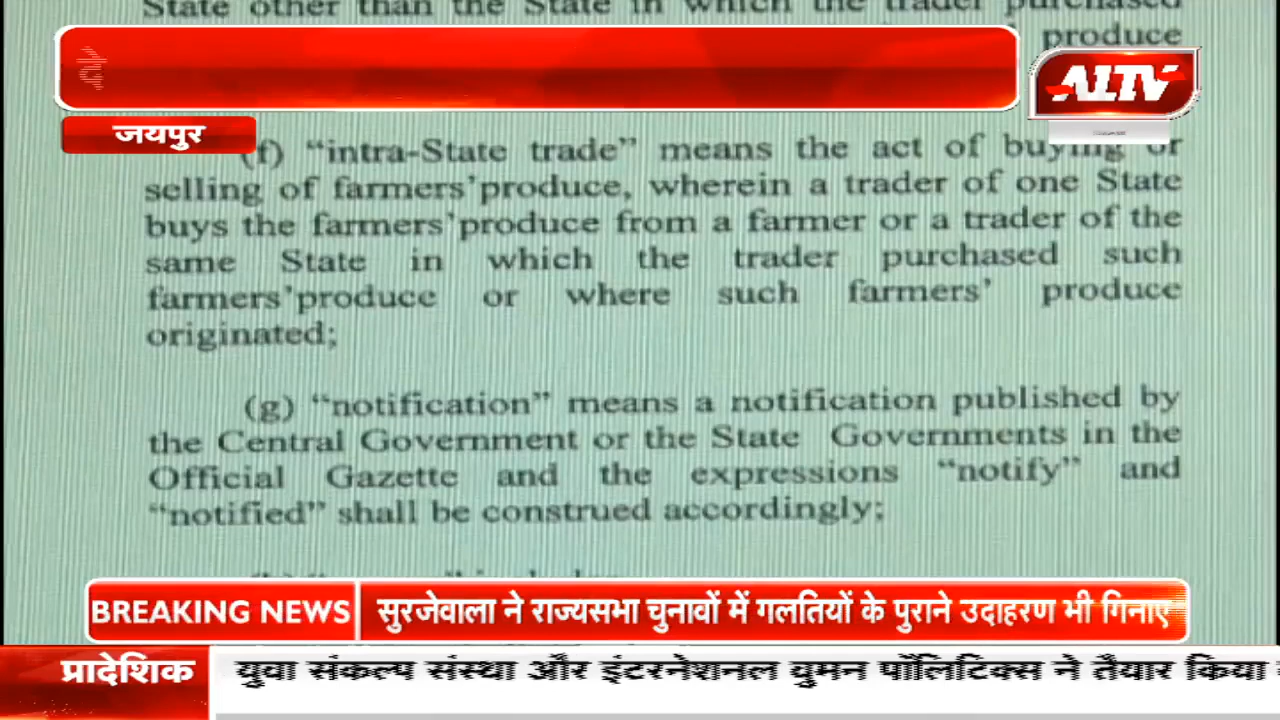 State other than the State in which the trader purchased
produce
ALTV
जयपुर
(f) “intra-State trade” means the act of buying or
selling of farmers’produce, wherein a trader of one State
buys the farmers’produce from a farmer or a trader of the
same State in which the trader purchased such
farmers’produce or where such farmers’ produce
originated;
(g) “notification” means a notification published by
the Central Government or the State Governments in the
Official Gazette and the expressions “notify” and
“notified” shall be construed accordingly;
BREAKING NEWS
सुरजेवाला ने राज्यसभा चुनावों में गलतियों के पुराने उदाहरण भी गिनाए
प्रादेशिक
युवा संकल्प संस्था और इंटरनेशनल वुमन पॉलिटिक्स ने तैयार किया